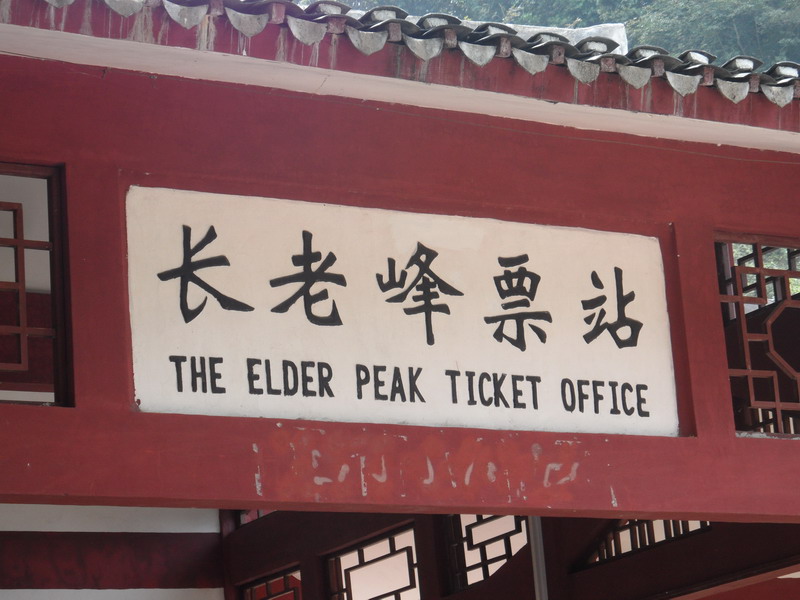 长老峰票站
THE ELDER PEAK TICKET OFFICE